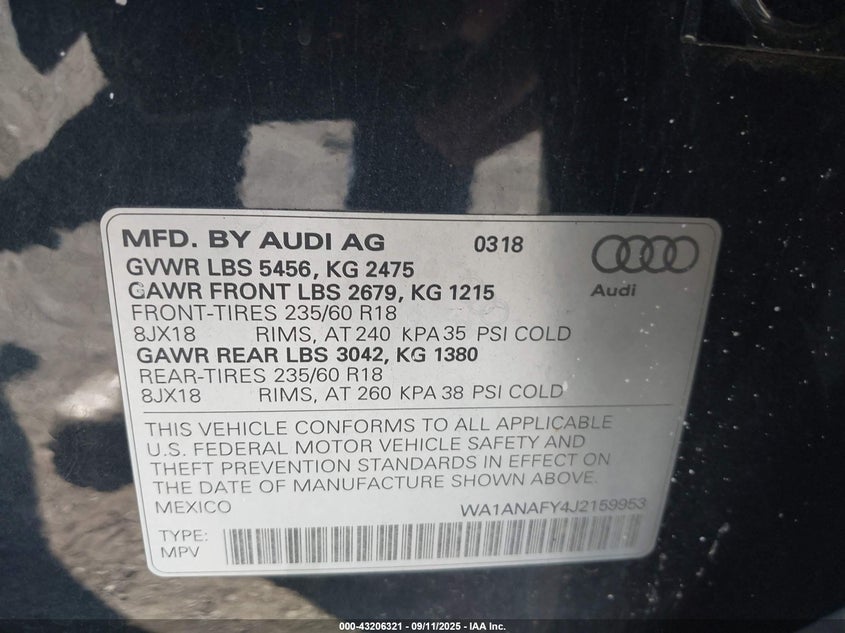 MFD. BY AUDI AG 0318
Audi
GVWR LBS 5456, KG 2475
GAWR FRONT LBS 2679, KG 1215
FRONT-TIRES 235/60 R18
8JX18 RIMS, AT 240 KPA 35 PSI COLD
GAWR REAR LBS 3042, KG 1380
REAR-TIRES 235/60 R18
8JX18 RIMS, AT 260 KPA 38 PSI COLD
THIS VEHICLE CONFORMS TO ALL APPLICABLE
U.S. FEDERAL MOTOR VEHICLE SAFETY AND
THEFT PREVENTION STANDARDS IN EFFECT ON
THE DATE OF MANUFACTURE SHOWN ABOVE.
MEXICO WA1ANAFY4J2159953
TYPE:
MPV
000-43206321 - 09/11/2025 - IAA Inc.